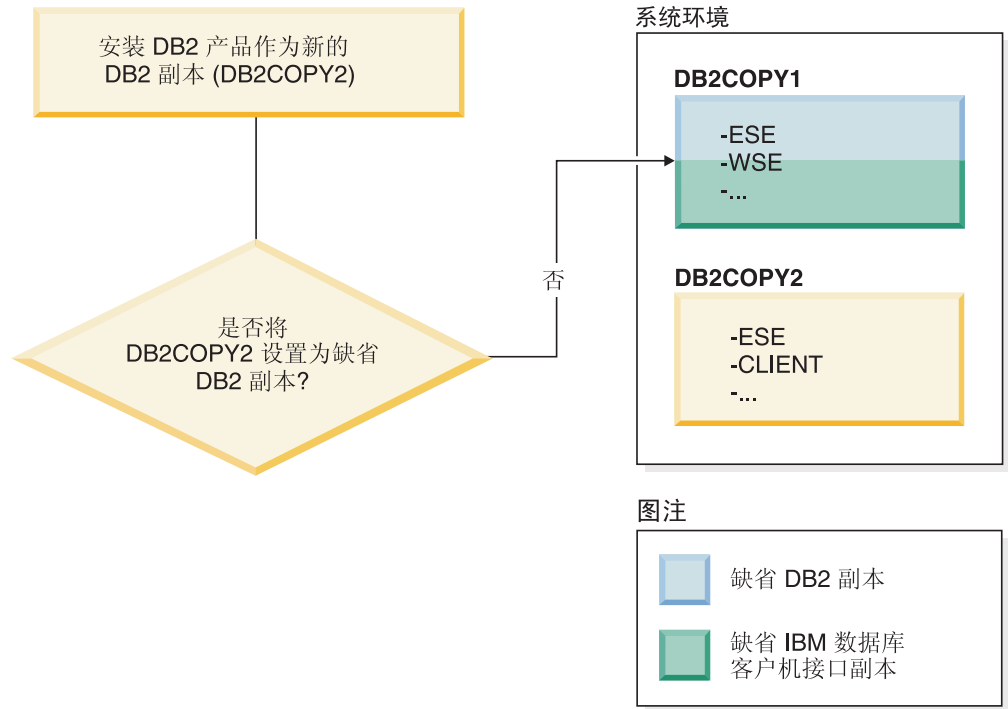 安装 DB2 产品作为新的
DB2 副本 (DB2COPY2)
是否将
DB2COPY2 设置为缺省
DB2 副本?
否
系统环境
DB2COPY1
-ESE
-WSE
-...
DB2COPY2
-ESE
-CLIENT
-...
图注
缺省 DB2 副本
缺省 IBM 数据库
客户机接口副本